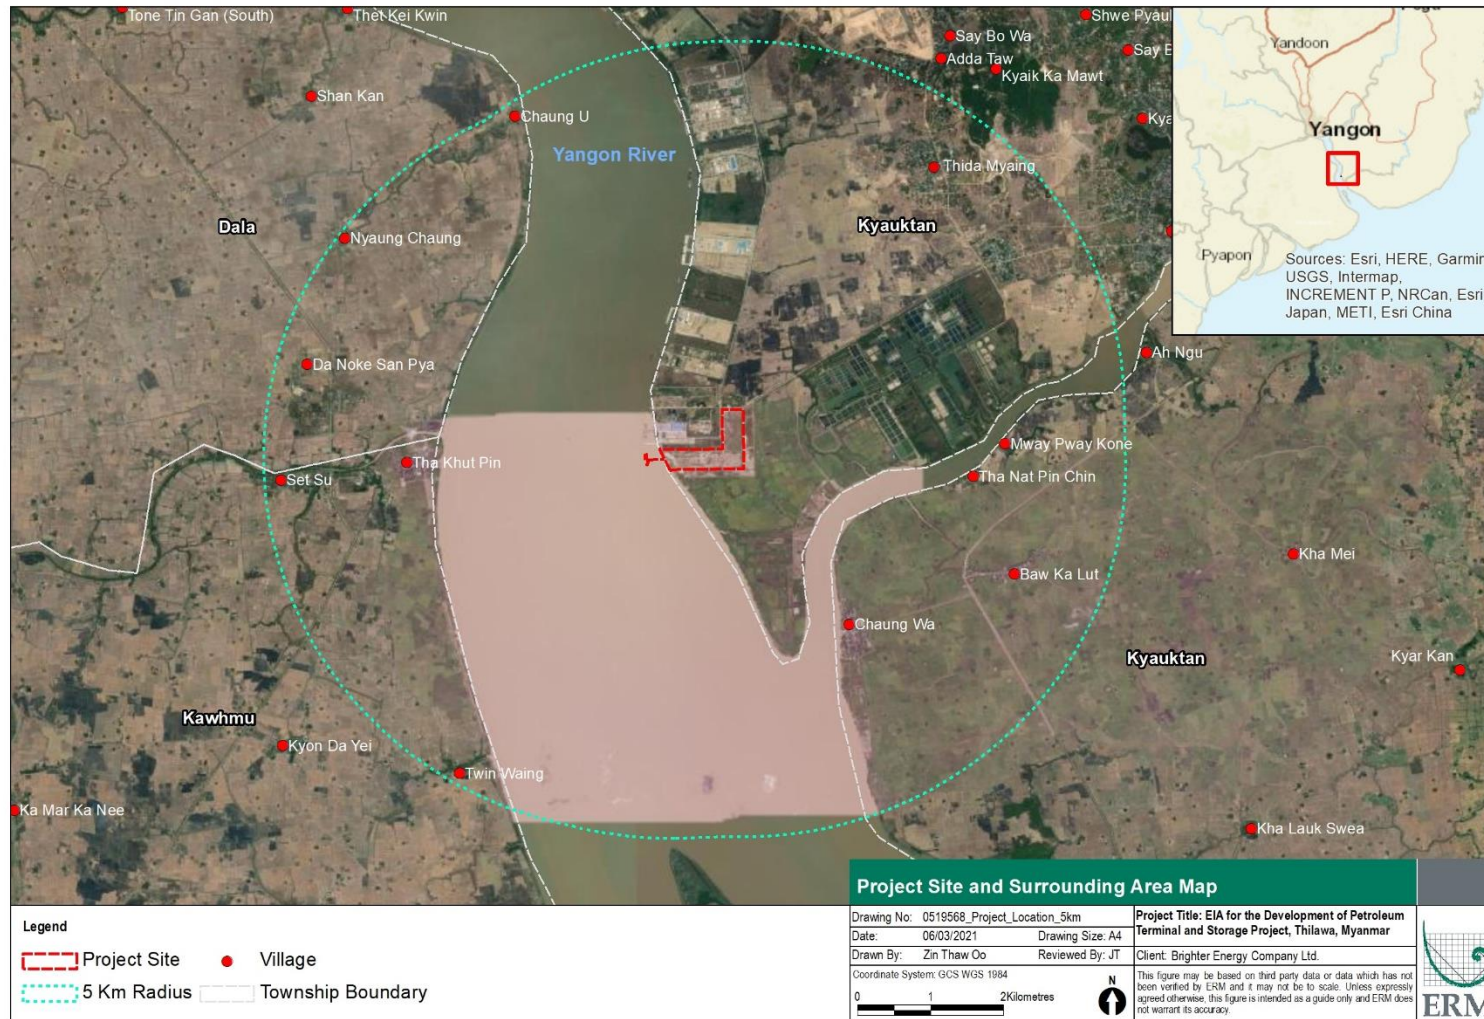 Tone Tin Gan (South)
Thet Kei Kwin
Shwe Pyau
Say Bo Wa
Say B
Adda Taw
Kyaik Ka Mawt
Shan Kan
Chaung U
Kya
Yangon River
Thida Myaing
Dala
Kyauktan
Nyaung Chaung
Yandoon
Yangon
Pyapon
Sources: Esri, HERE, Garmin
USGS, Intermap,
INCREMENT P, NRCan, Esri
Japan, METI, Esri China
Da Noke San Pya
Ah Ngu
Mway Pway Kone
Tha Khut Pin
Set Su
Tha Nat Pin Chin
Kha Mei
Baw Ka Lut
Chaung Wa
Kyauktan
Kyar Kan
Kawhmu
Kyon Da Yei
Twin Waing
Ka Mar Ka Nee
Kha Lauk Swea
Project Site and Surrounding Area Map
Legend
Project Site
Village
5 Km Radius
Township Boundary
Drawing No: 0519568_Project_Location_5km
Date: 06/03/2021 Drawing Size: A4
Drawn By: Zin Thaw Oo Reviewed By: JT
Coordinate System: GCS WGS 1984
0 1 2Kilometres
N
Project Title: EIA for the Development of Petroleum
Terminal and Storage Project, Thilawa, Myanmar
Client: Brighter Energy Company Ltd.
This figure may be based on third party data or data which has not
been verified by ERM and it may not be to scale. Unless expressly
agreed otherwise, this figure is intended as a guide only and ERM does
not warrant its accuracy.
ERM